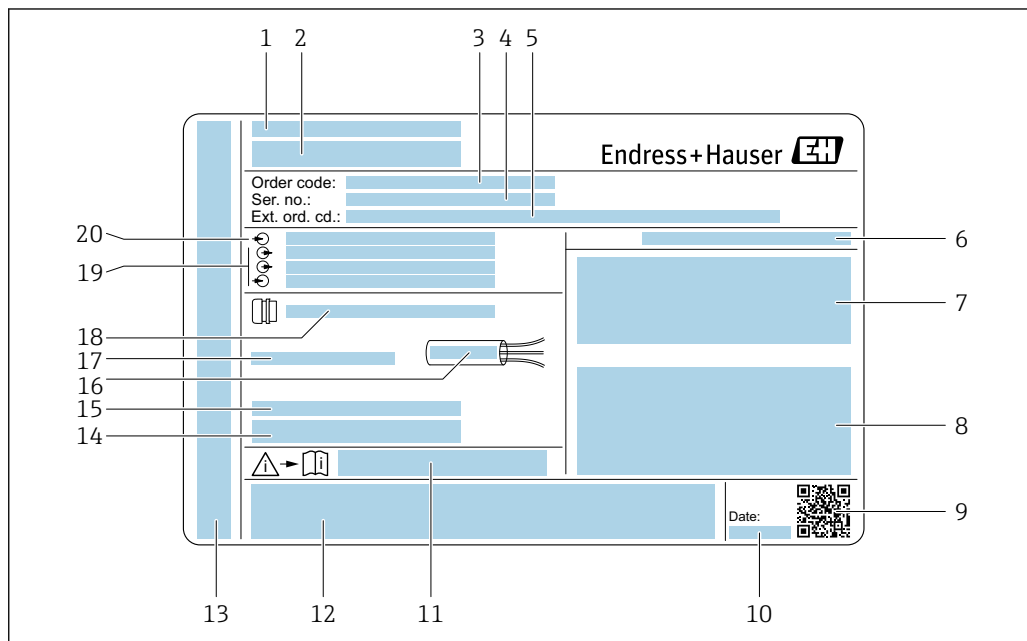 1 2 3 4 5
Endress+Hauser EH
Order code:
Ser. no.:
Ext. ord. cd.:
20
6
19
i
7
18
17
16
15
14
8
i i
9
Date:
13 12 11 10